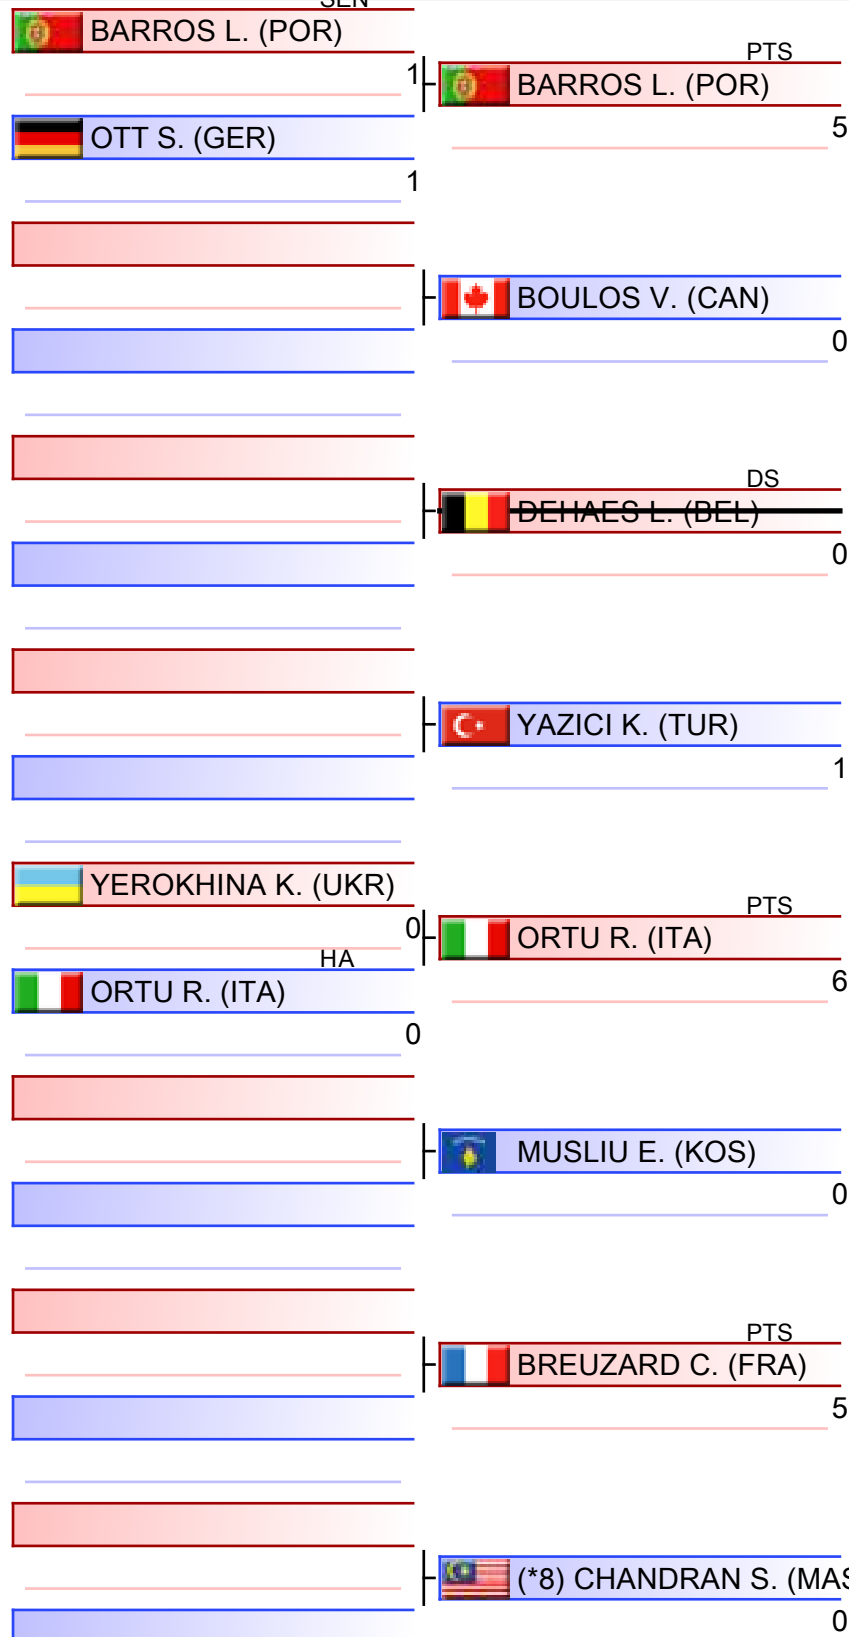 SEN
BARROS L. (POR)
1
OTT S. (GER)
1
YEROKHINA K. (UKR)
0
HA
ORTU R. (ITA)
0
PTS
BARROS L. (POR)
5
BOULOS V. (CAN)
0
DS
DEHAES L. (BEL)
0
YAZICI K. (TUR)
1
PTS
ORTU R. (ITA)
6
MUSLIU E. (KOS)
0
PTS
BREUZARD C. (FRA)
5
(*8) CHANDRAN S. (MAS
0